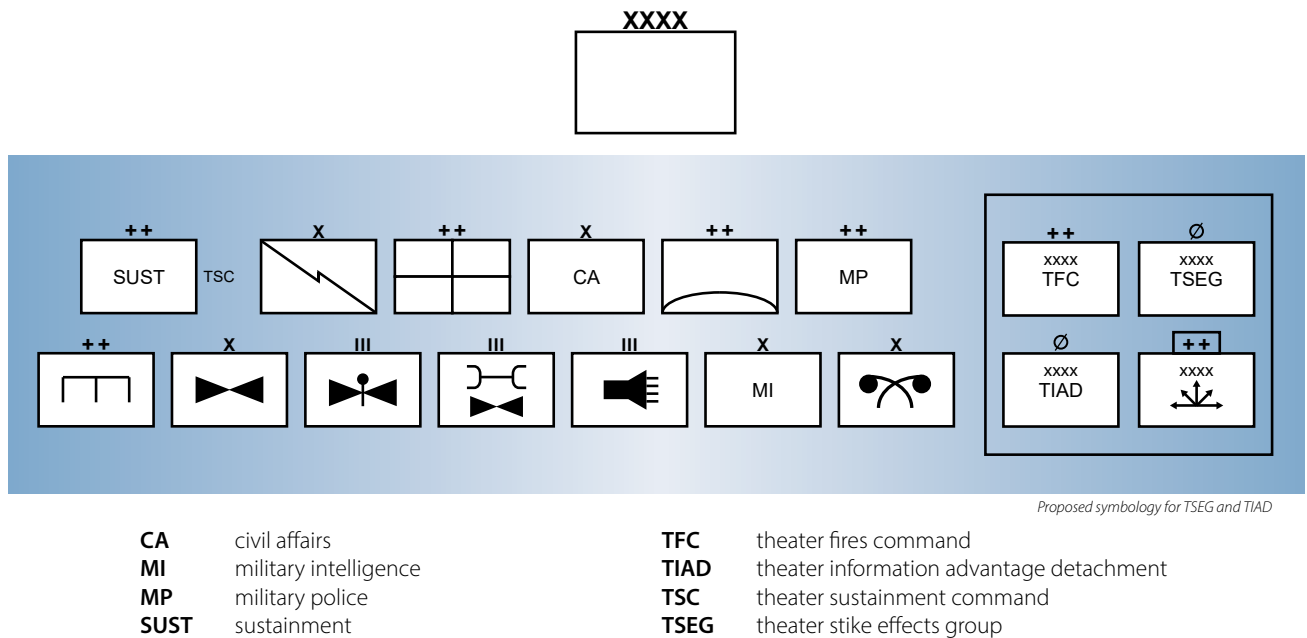 XXXX
++ X ++ X ++ ++
SUST TSC CA MP
++ Ø
xxxx xxxx
TFC TSEG
++ X III III III X X
MI
Ø ++
xxxx xxxx
TIAD
Proposed symbology for TSEG and TIAD
CA civil affairs
MI military intelligence
MP military police
SUST sustainment
TFC theater fires command
TIAD theater information advantage detachment
TSC theater sustainment command
TSEG theater stike effects group